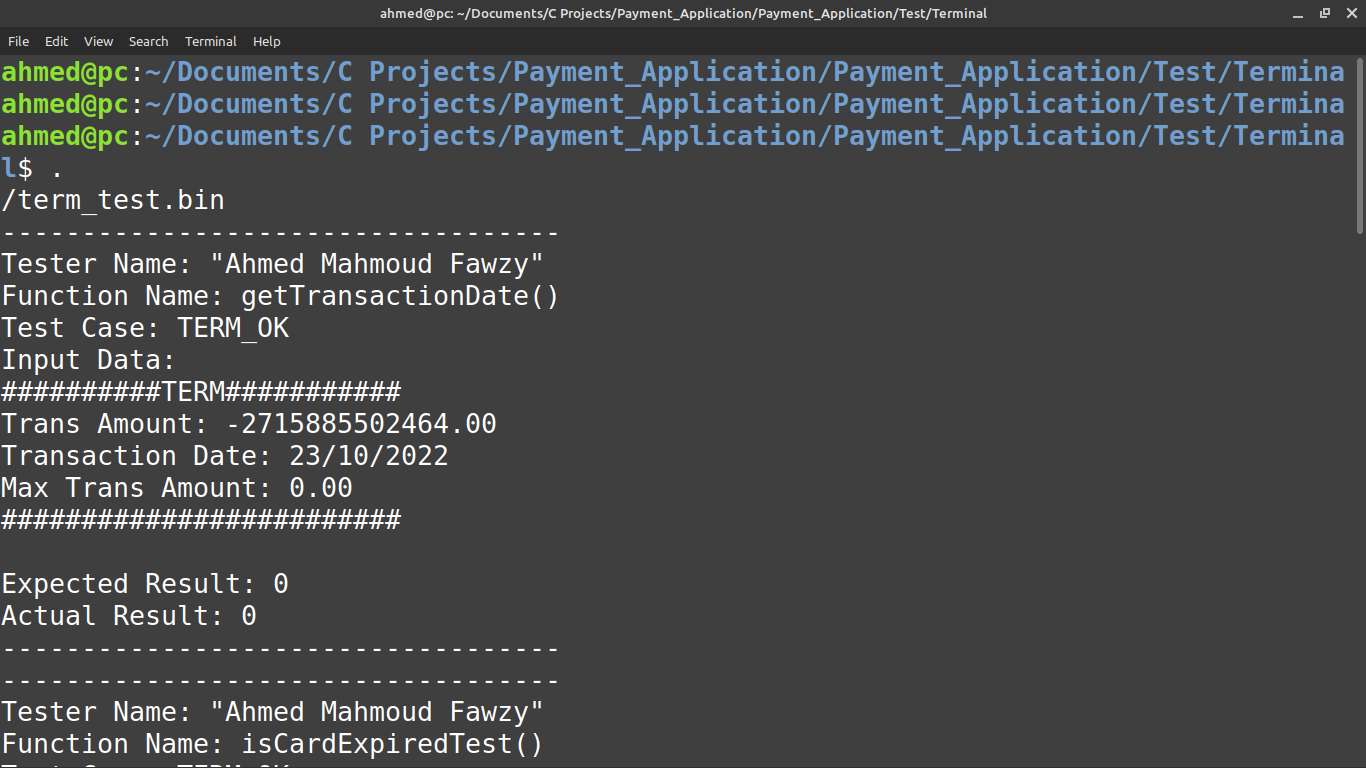 ahmed@pc: ~/Documents/C Projects/Payment_Application/Payment_Application/Test/Terminal
File Edit View Search Terminal Help
ahmed@pc:~/Documents/C Projects/Payment_Application/Payment_Application/Test/Termina
ahmed@pc:~/Documents/C Projects/Payment_Application/Payment_Application/Test/Termina
ahmed@pc:~/Documents/C Projects/Payment_Application/Payment_Application/Test/Termina
l$ .
/term_test.bin
-----------------------------------
Tester Name: "Ahmed Mahmoud Fawzy"
Function Name: getTransactionDate()
Test Case: TERM_OK
Input Data:
##########TERM###########
Trans Amount: -2715885502464.00
Transaction Date: 23/10/2022
Max Trans Amount: 0.00
#########################
Expected Result: 0
Actual Result: 0
-----------------------------------
-----------------------------------
Tester Name: "Ahmed Mahmoud Fawzy"
Function Name: isCardExpiredTest()
Test Case: TERM_OK